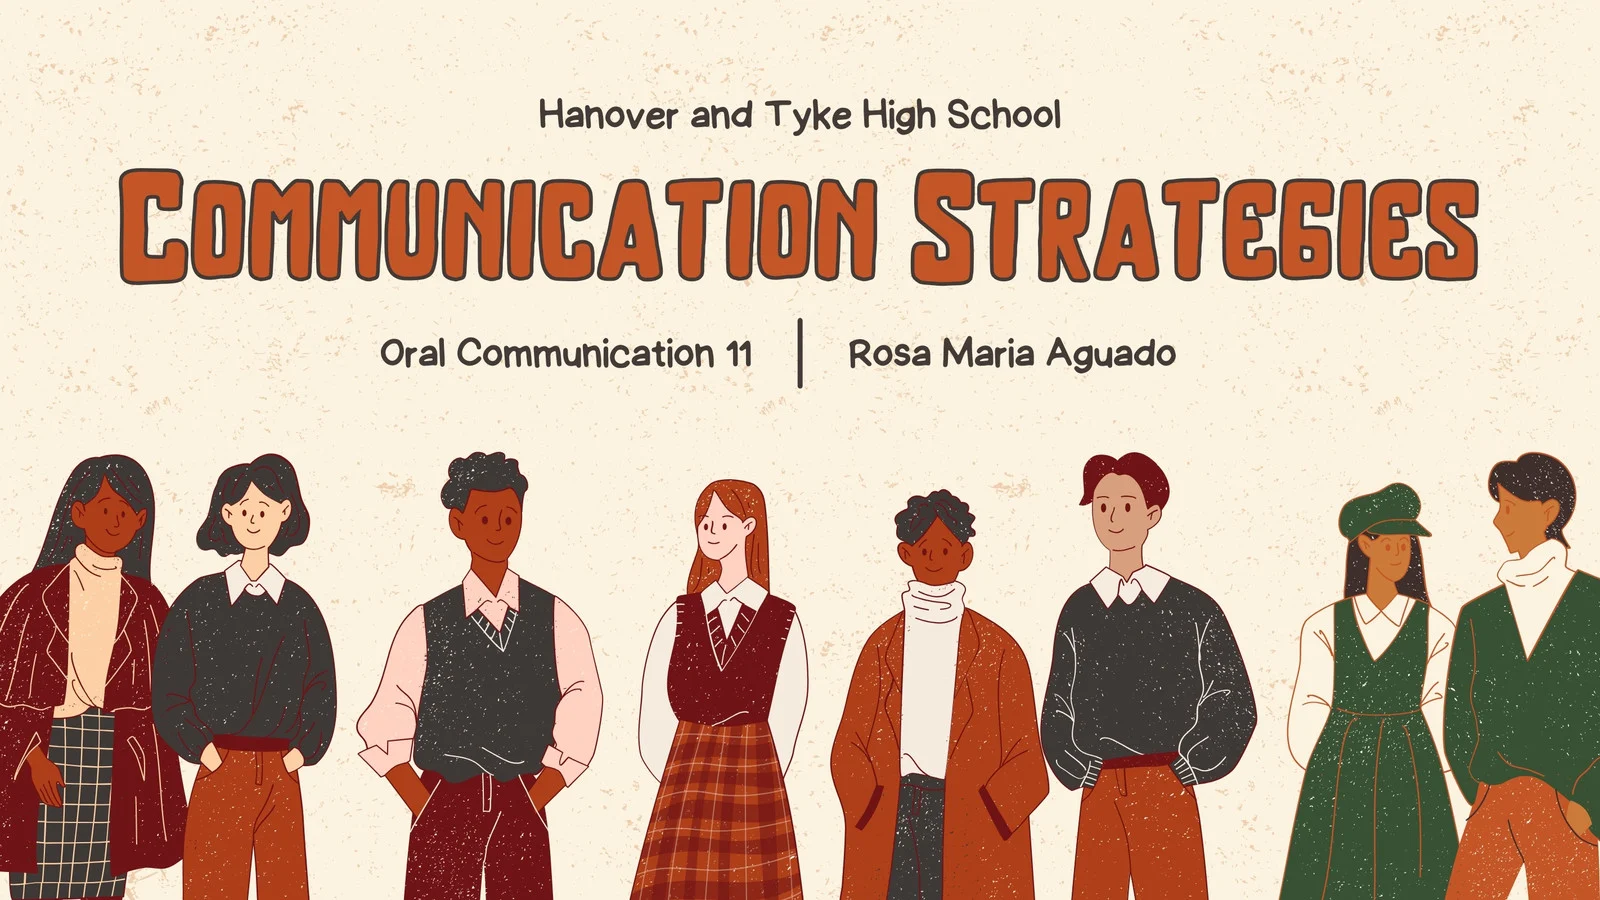 Hanover and Tyke High School
Communication Strategies
Oral Communication 11 | Rosa Maria Aguado